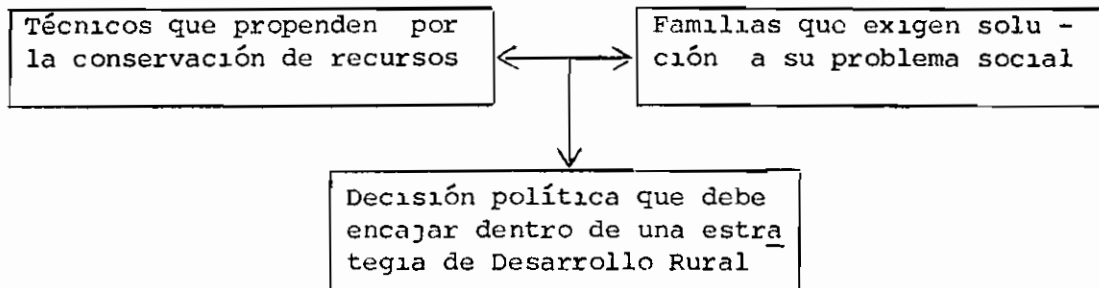 Técnicos que propenden por
la conservación de recursos
Familias que exigen solu -
ción a su problema social
Decisión política que debe
encajar dentro de una estra
tegia de Desarrollo Rural